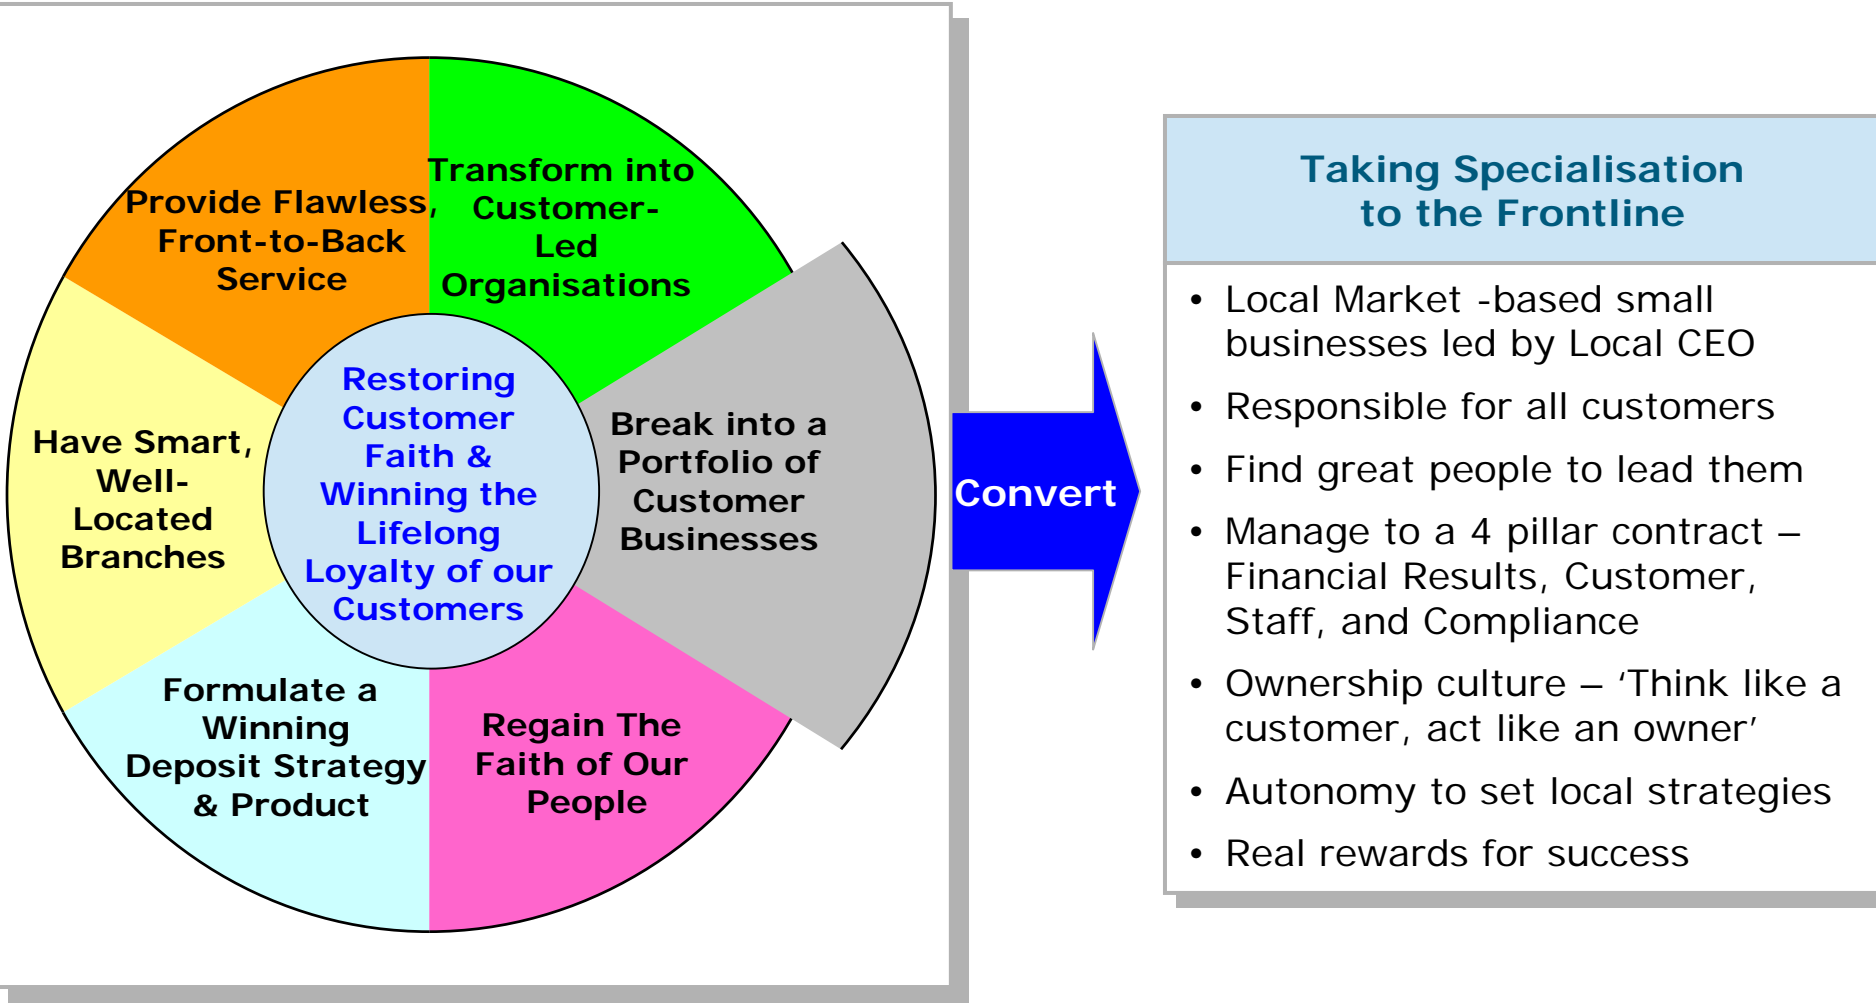 Provide Flawless,
Front-to-Back
Service
Transform into
Customer-
Led
Organisations
Have Smart,
Well-
Located
Branches
Restoring
Customer
Faith &
Winning the
Lifelong
Loyalty of our
Customers
Break into a
Portfolio of
Customer
Businesses
Formulate a
Winning
Deposit Strategy
& Product
Regain The
Faith of Our
People
Convert
Taking Specialisation
to the Frontline
• Local Market -based small
businesses led by Local CEO
• Responsible for all customers
• Find great people to lead them
• Manage to a 4 pillar contract –
Financial Results, Customer,
Staff, and Compliance
• Ownership culture – ‘Think like a
customer, act like an owner’
• Autonomy to set local strategies
• Real rewards for success